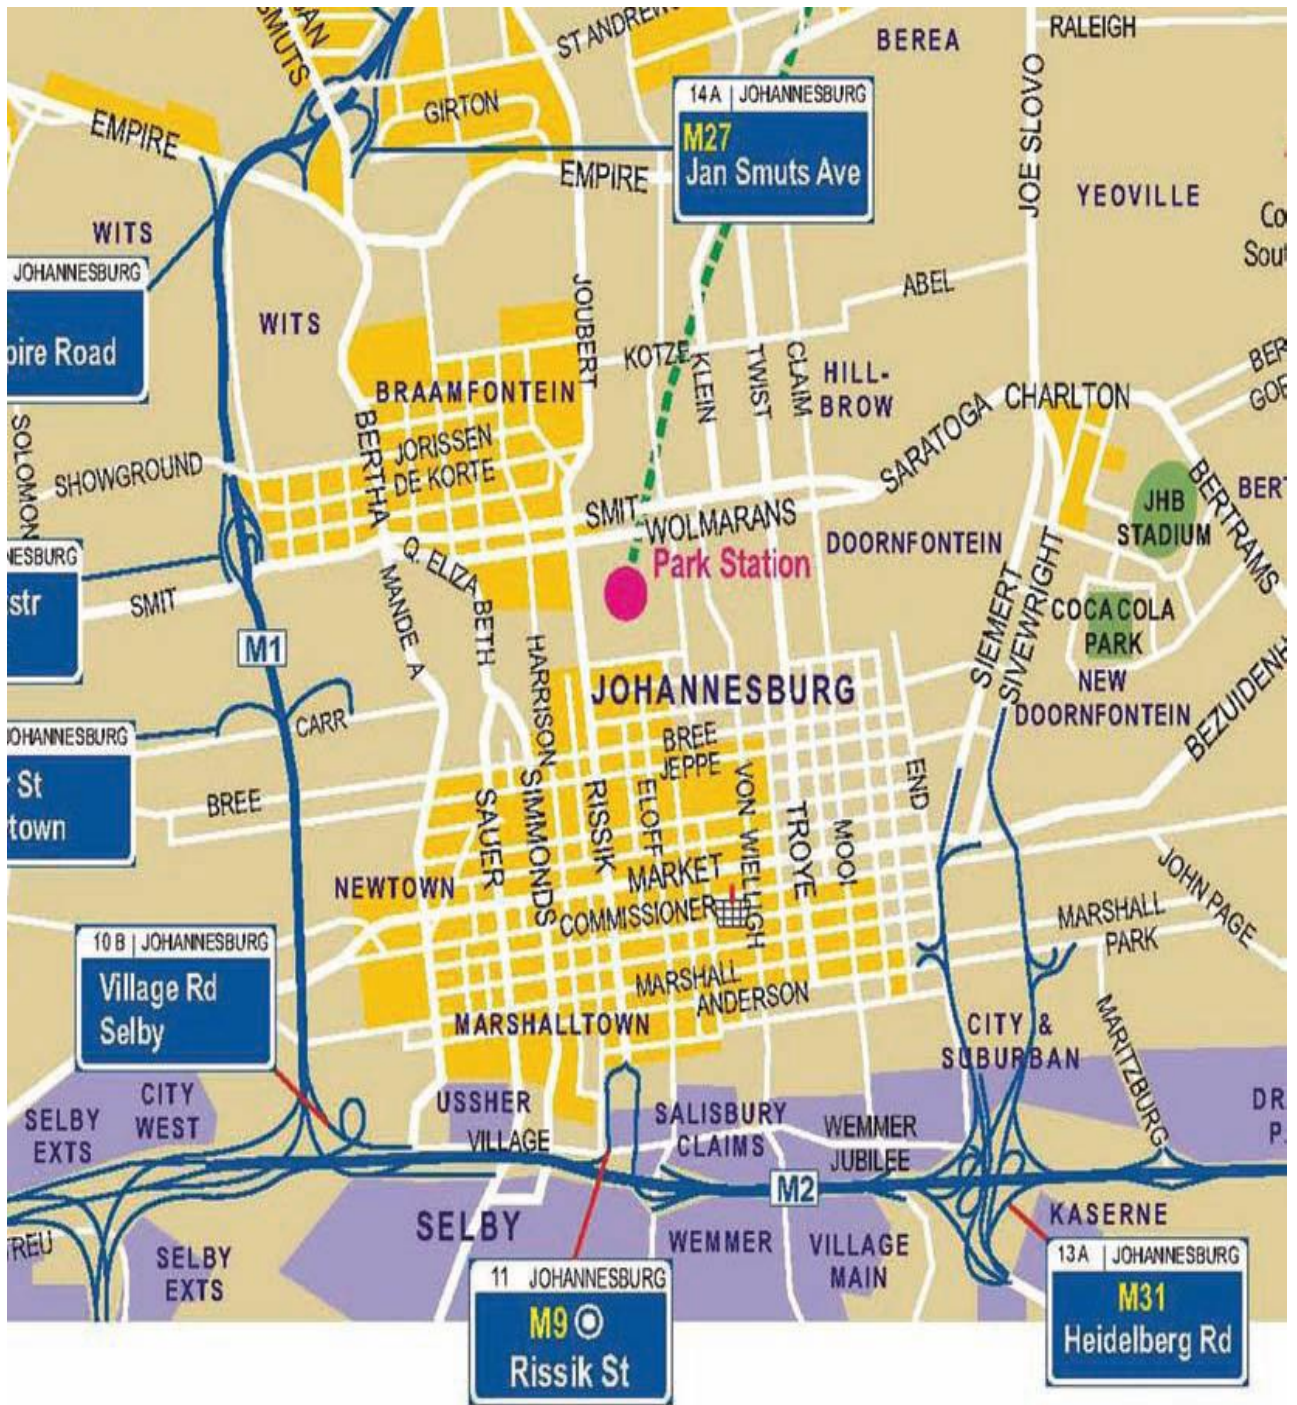 RALEIGH
ST ANDREWS
SMUTS
BEREA
GIRTON
EMPIRE
14 A | JOHANNESBURG
M27
Jan Smuts Ave
EMPIRE
JOE SLOVO
YEOVILLE
WITS
JOHANNESBURG
Road
WITS
ABEL
JOUBERT
KOTZE
KLEIN
TWIST
CLAIM
HILL-
BROW
BRAAMFONTEIN
CHARLTON
SARATOGA
SOLOMON
SHOWGROUND
BERTHA
JORISSEN
DE KORTE
SMIT
WOLMARANS
Park Station
DOORNFONTEIN
JHB
STADIUM
BERTRAMS
SMIT
Q. ELIZA BETH
MANDE A
HARRISON
SIEMERT
SIVEWRIGHT
COCA COLA
PARK
NEW
DOORNFONTEIN
M1
JOHANNESBURG
CARR
BREE
BREE
JEPPE
SAUER
SIMMONDS
RISSIK
ELOFF
VON WIELLIGH
TROYE
MOOI
END
NEWTOWN
MARKET
COMMISSIONER
JOHN PAGE
MARSHALL
PARK
10 B | JOHANNESBURG
Village Rd
Selby
MARSHALL
ANDERSON
MARSHALLTOWN
CITY &
SUBURBAN
MARITZBURG
CITY
WEST
SELBY
EXTS
USSHER
VILLAGE
SALISBURY
CLAIMS
WEMMER
JUBILEE
M2
SELBY
WEMMER
VILLAGE
MAIN
KASERNE
SELBY
EXTS
11 JOHANNESBURG
M9
Rissik St
13 A | JOHANNESBURG
M31
Heidelberg Rd